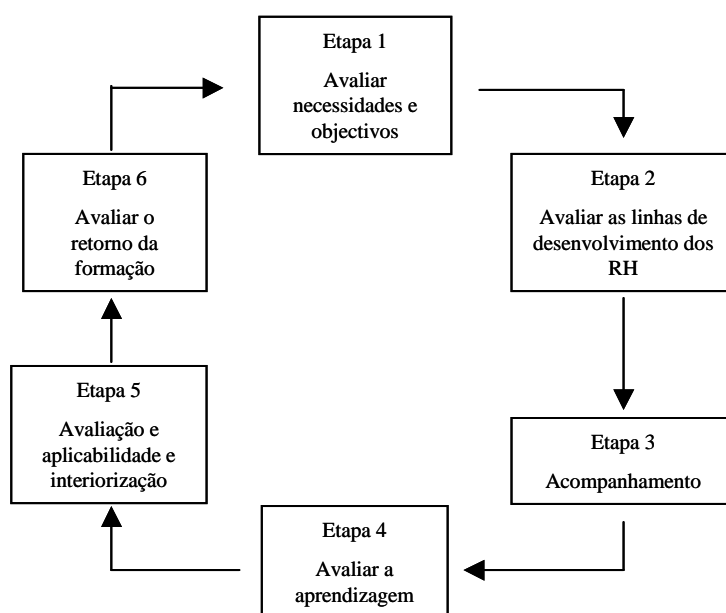 Etapa 1
Avaliar
necessidades e
objectivos
Etapa 2
Avaliar as linhas de
desenvolvimento dos
RH
Etapa 3
Acompanhamento
Etapa 4
Avaliar a
aprendizagem
Etapa 5
Avaliação e
aplicabilidade e
interiorização
Etapa 6
Avaliar o
retorno da
formação